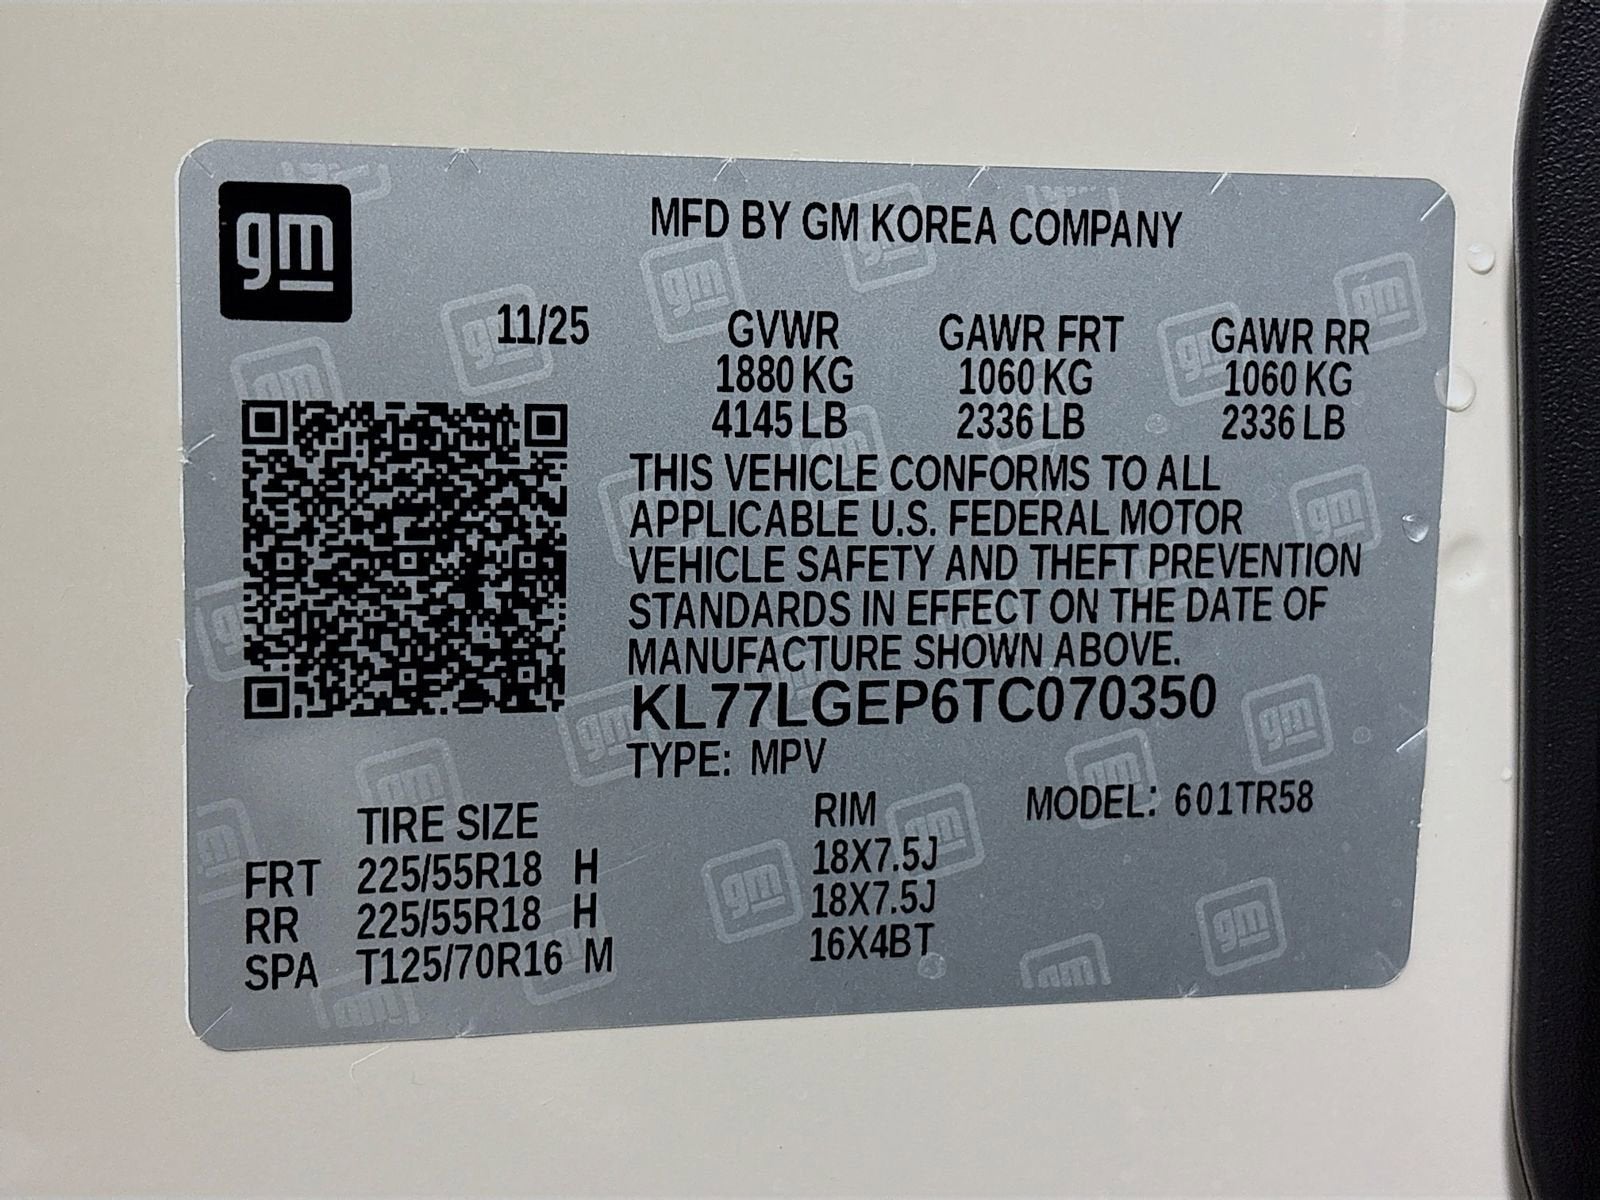 gm
MFD BY GM KOREA COMPANY
11/25 GVWR GAWR FRT GAWR RR
1880 KG 1060 KG 1060 KG
4145 LB 2336 LB 2336 LB
THIS VEHICLE CONFORMS TO ALL
APPLICABLE U.S. FEDERAL MOTOR
VEHICLE SAFETY AND THEFT PREVENTION
STANDARDS IN EFFECT ON THE DATE OF
MANUFACTURE SHOWN ABOVE.
KL77LGEP6TC070350
TYPE: MPV
TIRE SIZE RIM MODEL: 601TR58
FRT 225/55R18 H 18X7.5J
RR 225/55R18 H 18X7.5J
SPA T125/70R16 M 16X4BT